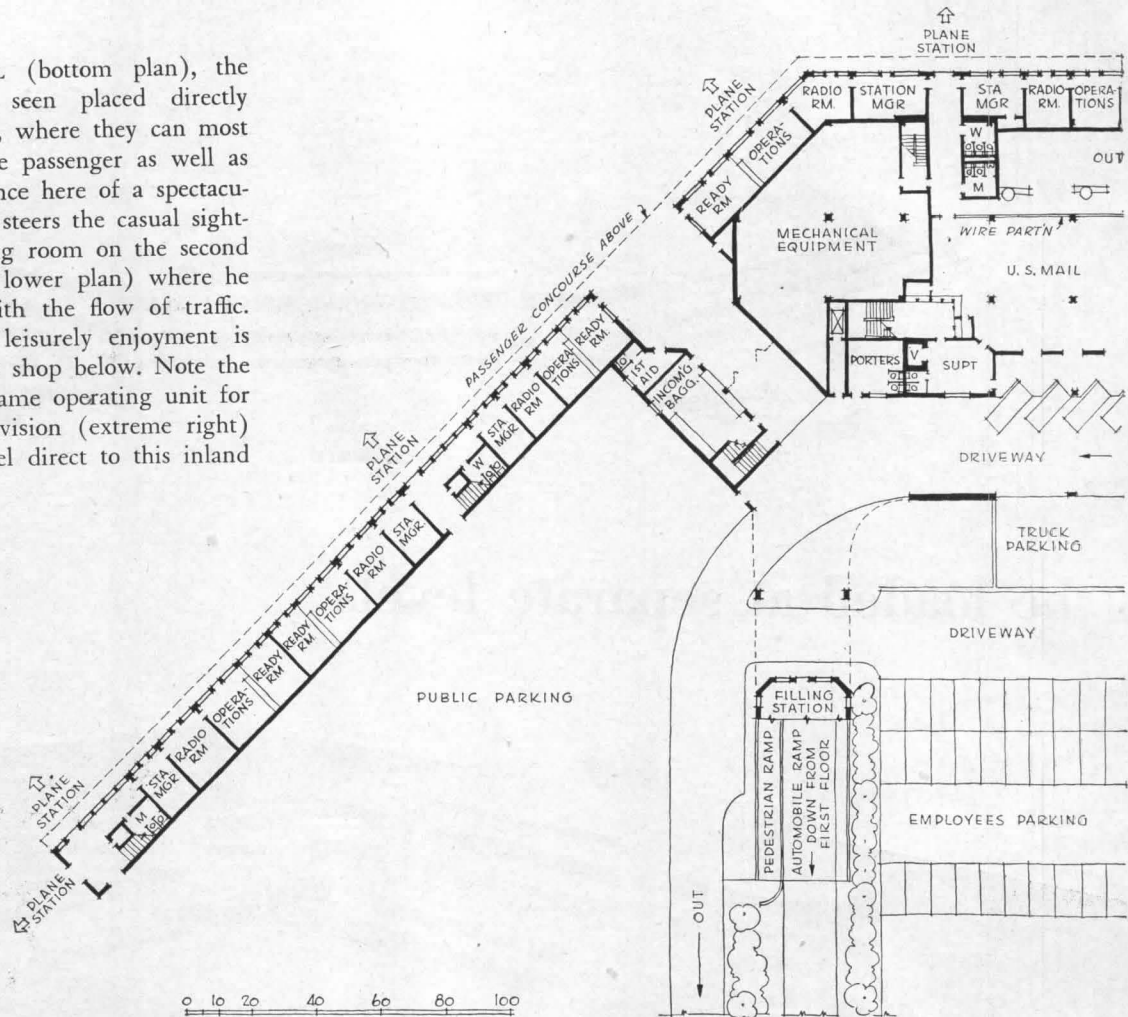 L (bottom plan), the
seen placed directly
, where they can most
e passenger as well as
nce here of a spectacu-
steers the casual sight-
g room on the second
lower plan) where he
ith the flow of traffic.
leisurely enjoyment is
shop below. Note the
ame operating unit for
vision (extreme right)
el direct to this inland
PLANE
STATION
PLANE
STATION
RADIO
RM.
STATION
MGR
STA
MGR
RADIO
RM.
OPERA-
TIONS
OPERA-
TIONS
READY
RM
W
M
OUT
MECHANICAL
EQUIPMENT
WIRE PART'N
U. S. MAIL
PORTERS
V
SUPT
PASSENGER CONCOURSE ABOVE
READY
RM.
OPERA-
TIONS
RADIO
RM
STA
MGR
W
1ST
AID
INCOM'G
BAGG.
PLANE
STATION
STA
MGR.
RADIO
RM
OPERA-
TIONS
READY
RM.
READY
RM
OPERA-
TIONS
RADIO
RM
STA
MGR
M
PLANE
STATION
PLANE
STATION
DRIVEWAY
TRUCK
PARKING
DRIVEWAY
PUBLIC PARKING
FILLING
STATION
PEDESTRIAN RAMP
AUTOMOBILE RAMP
DOWN FROM
FIRST FLOOR
EMPLOYEES PARKING
OUT
0 10 20 40 60 80 100